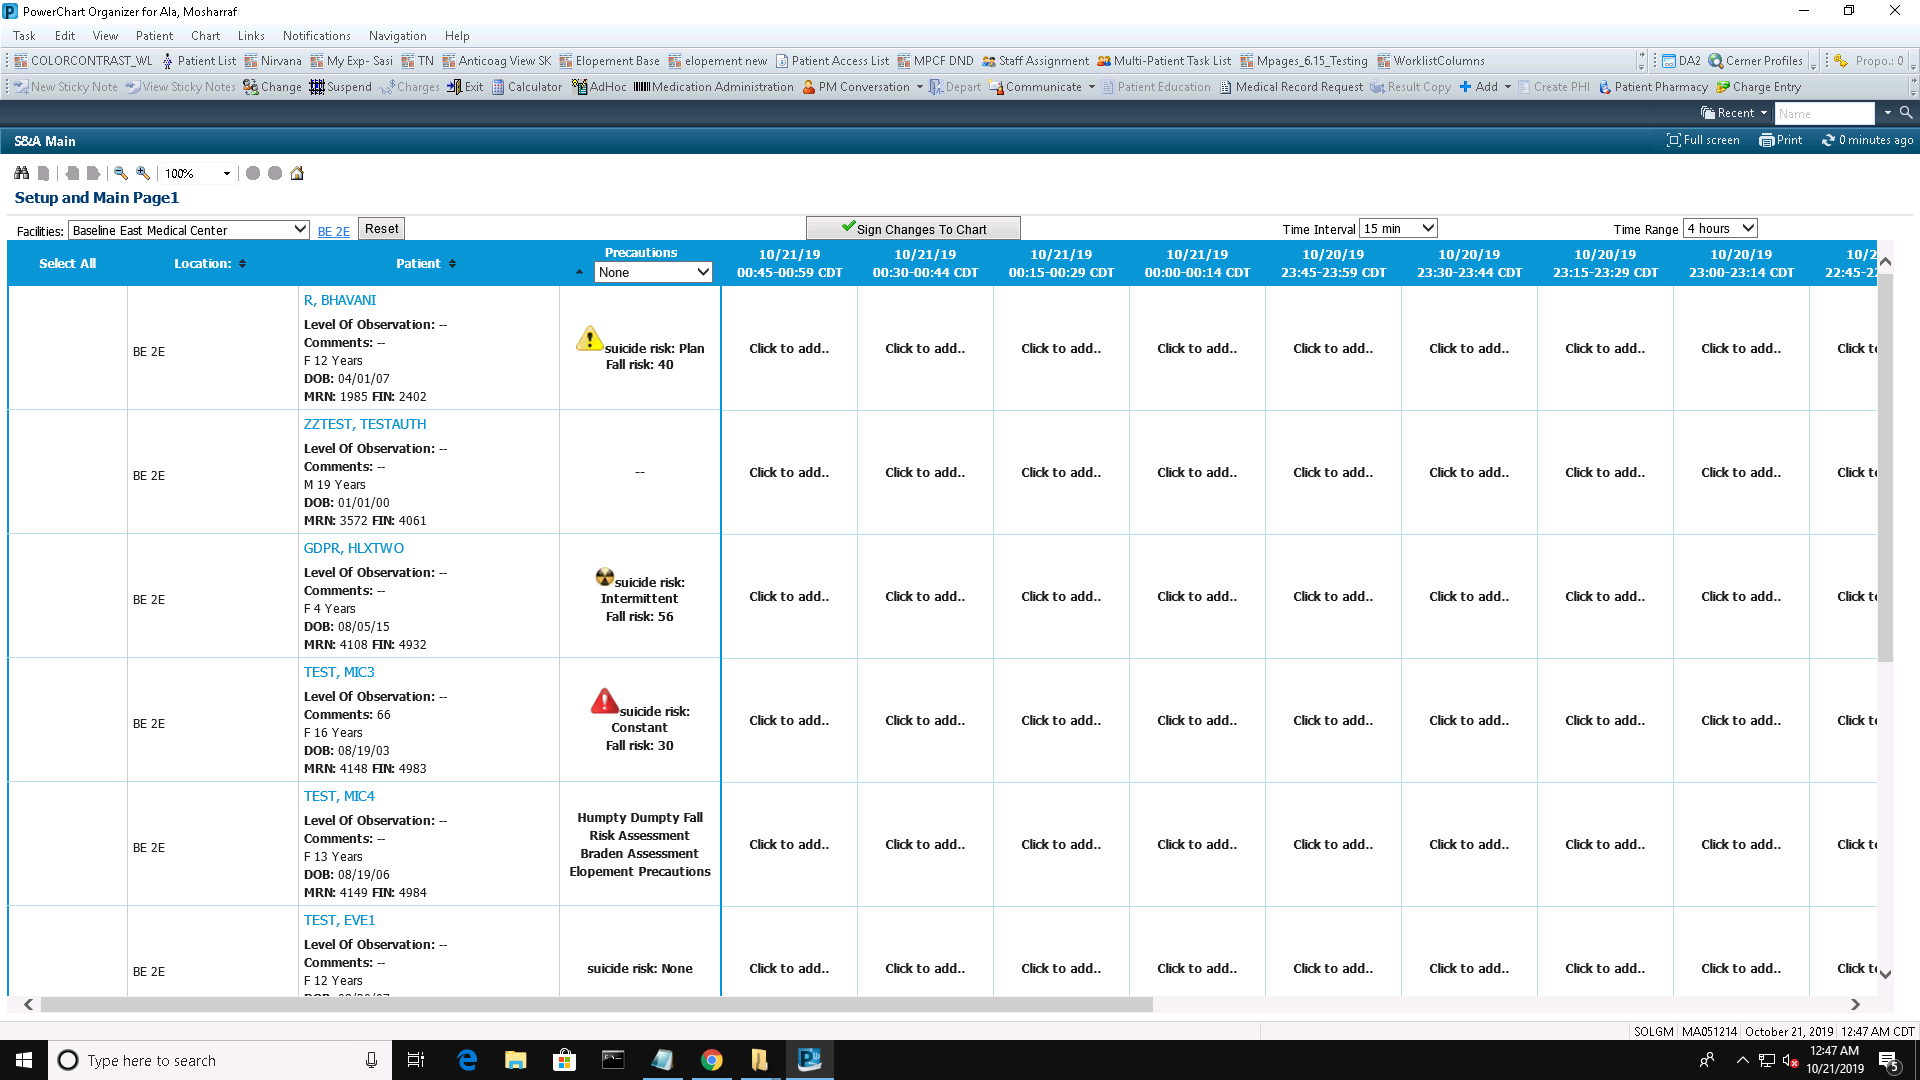 PowerChart Organizer for Ala, Mosharraf
Task Edit View Patient Chart Links Notifications Navigation Help
COLORCONTRAST_WL Patient List Nirvana My Exp- Sasi TN Anticoag View SK Elopement Base elopement new Patient Access List MPCF DND Staff Assignment Multi-Patient Task List Mpages_6.15_Testing WorklistColumns DA2 Cerner Profiles Propo.: 0
New Sticky Note View Sticky Notes Change Suspend Charges Exit Calculator AdHoc Medication Administration PM Conversation Depart Communicate Patient Education Medical Record Request Result Copy Add Create PHI Patient Pharmacy Charge Entry
Recent Name
S&A Main Full screen Print 0 minutes ago
100%
Setup and Main Page1
Facilities: Baseline East Medical Center BE 2E Reset Sign Changes To Chart Time Interval 15 min Time Range 4 hours
Select All Location: Patient Precautions None
10/21/19 10/21/19 10/21/19 10/21/19 10/20/19 10/20/19 10/20/19 10/20/19 10/2
00:45-00:59 CDT 00:30-00:44 CDT 00:15-00:29 CDT 00:00-00:14 CDT 23:45-23:59 CDT 23:30-23:44 CDT 23:15-23:29 CDT 23:00-23:14 CDT 22:45-22
BE 2E
R, BHAVANI
Level Of Observation: --
Comments: --
F 12 Years
DOB: 04/01/07
MRN: 1985 FIN: 2402
suicide risk: Plan
Fall risk: 40
Click to add.. Click to add.. Click to add.. Click to add.. Click to add.. Click to add.. Click to add.. Click to add.. Click t
BE 2E
ZZTEST, TESTAUTH
Level Of Observation: --
Comments: --
M 19 Years
DOB: 01/01/00
MRN: 3572 FIN: 4061
--
Click to add.. Click to add.. Click to add.. Click to add.. Click to add.. Click to add.. Click to add.. Click to add.. Click t
BE 2E
GDPR, HLXTWO
Level Of Observation: --
Comments: --
F 4 Years
DOB: 08/05/15
MRN: 4108 FIN: 4932
suicide risk:
Intermittent
Fall risk: 56
Click to add.. Click to add.. Click to add.. Click to add.. Click to add.. Click to add.. Click to add.. Click to add.. Click t
BE 2E
TEST, MIC3
Level Of Observation: --
Comments: 66
F 16 Years
DOB: 08/19/03
MRN: 4148 FIN: 4983
suicide risk:
Constant
Fall risk: 30
Click to add.. Click to add.. Click to add.. Click to add.. Click to add.. Click to add.. Click to add.. Click to add.. Click t
BE 2E
TEST, MIC4
Level Of Observation: --
Comments: --
F 13 Years
DOB: 08/19/06
MRN: 4149 FIN: 4984
Humpty Dumpty Fall
Risk Assessment
Braden Assessment
Elopement Precautions
Click to add.. Click to add.. Click to add.. Click to add.. Click to add.. Click to add.. Click to add.. Click to add.. Click t
BE 2E
TEST, EVE1
Level Of Observation: --
Comments: --
F 12 Years
suicide risk: None
Click to add.. Click to add.. Click to add.. Click to add.. Click to add.. Click to add.. Click to add.. Click to add.. Click t
SOLGM MA051214 October 21, 2019 12:47 AM CDT
Type here to search
12:47 AM
10/21/2019
5